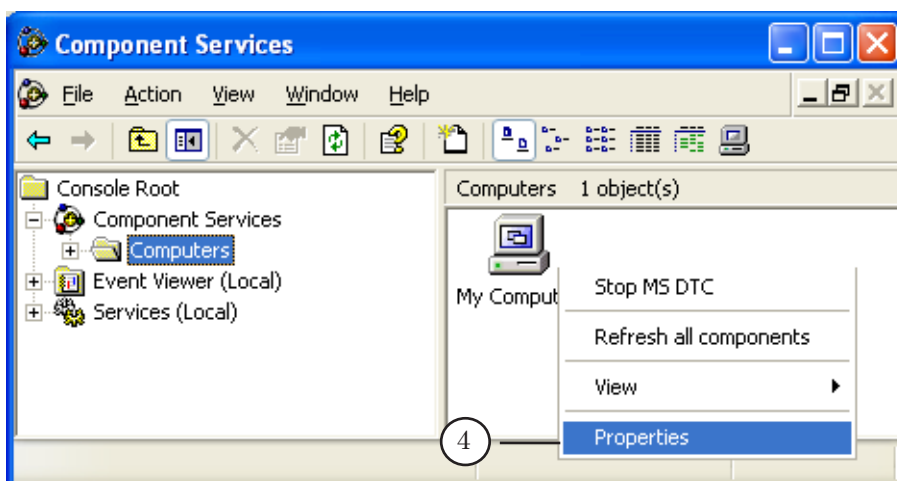 Component Services
File Action View Window Help
Console Root
Component Services
Computers
Event Viewer (Local)
Services (Local)
Computers 1 object(s)
My Comput
Stop MS DTC
Refresh all components
View
Properties
4